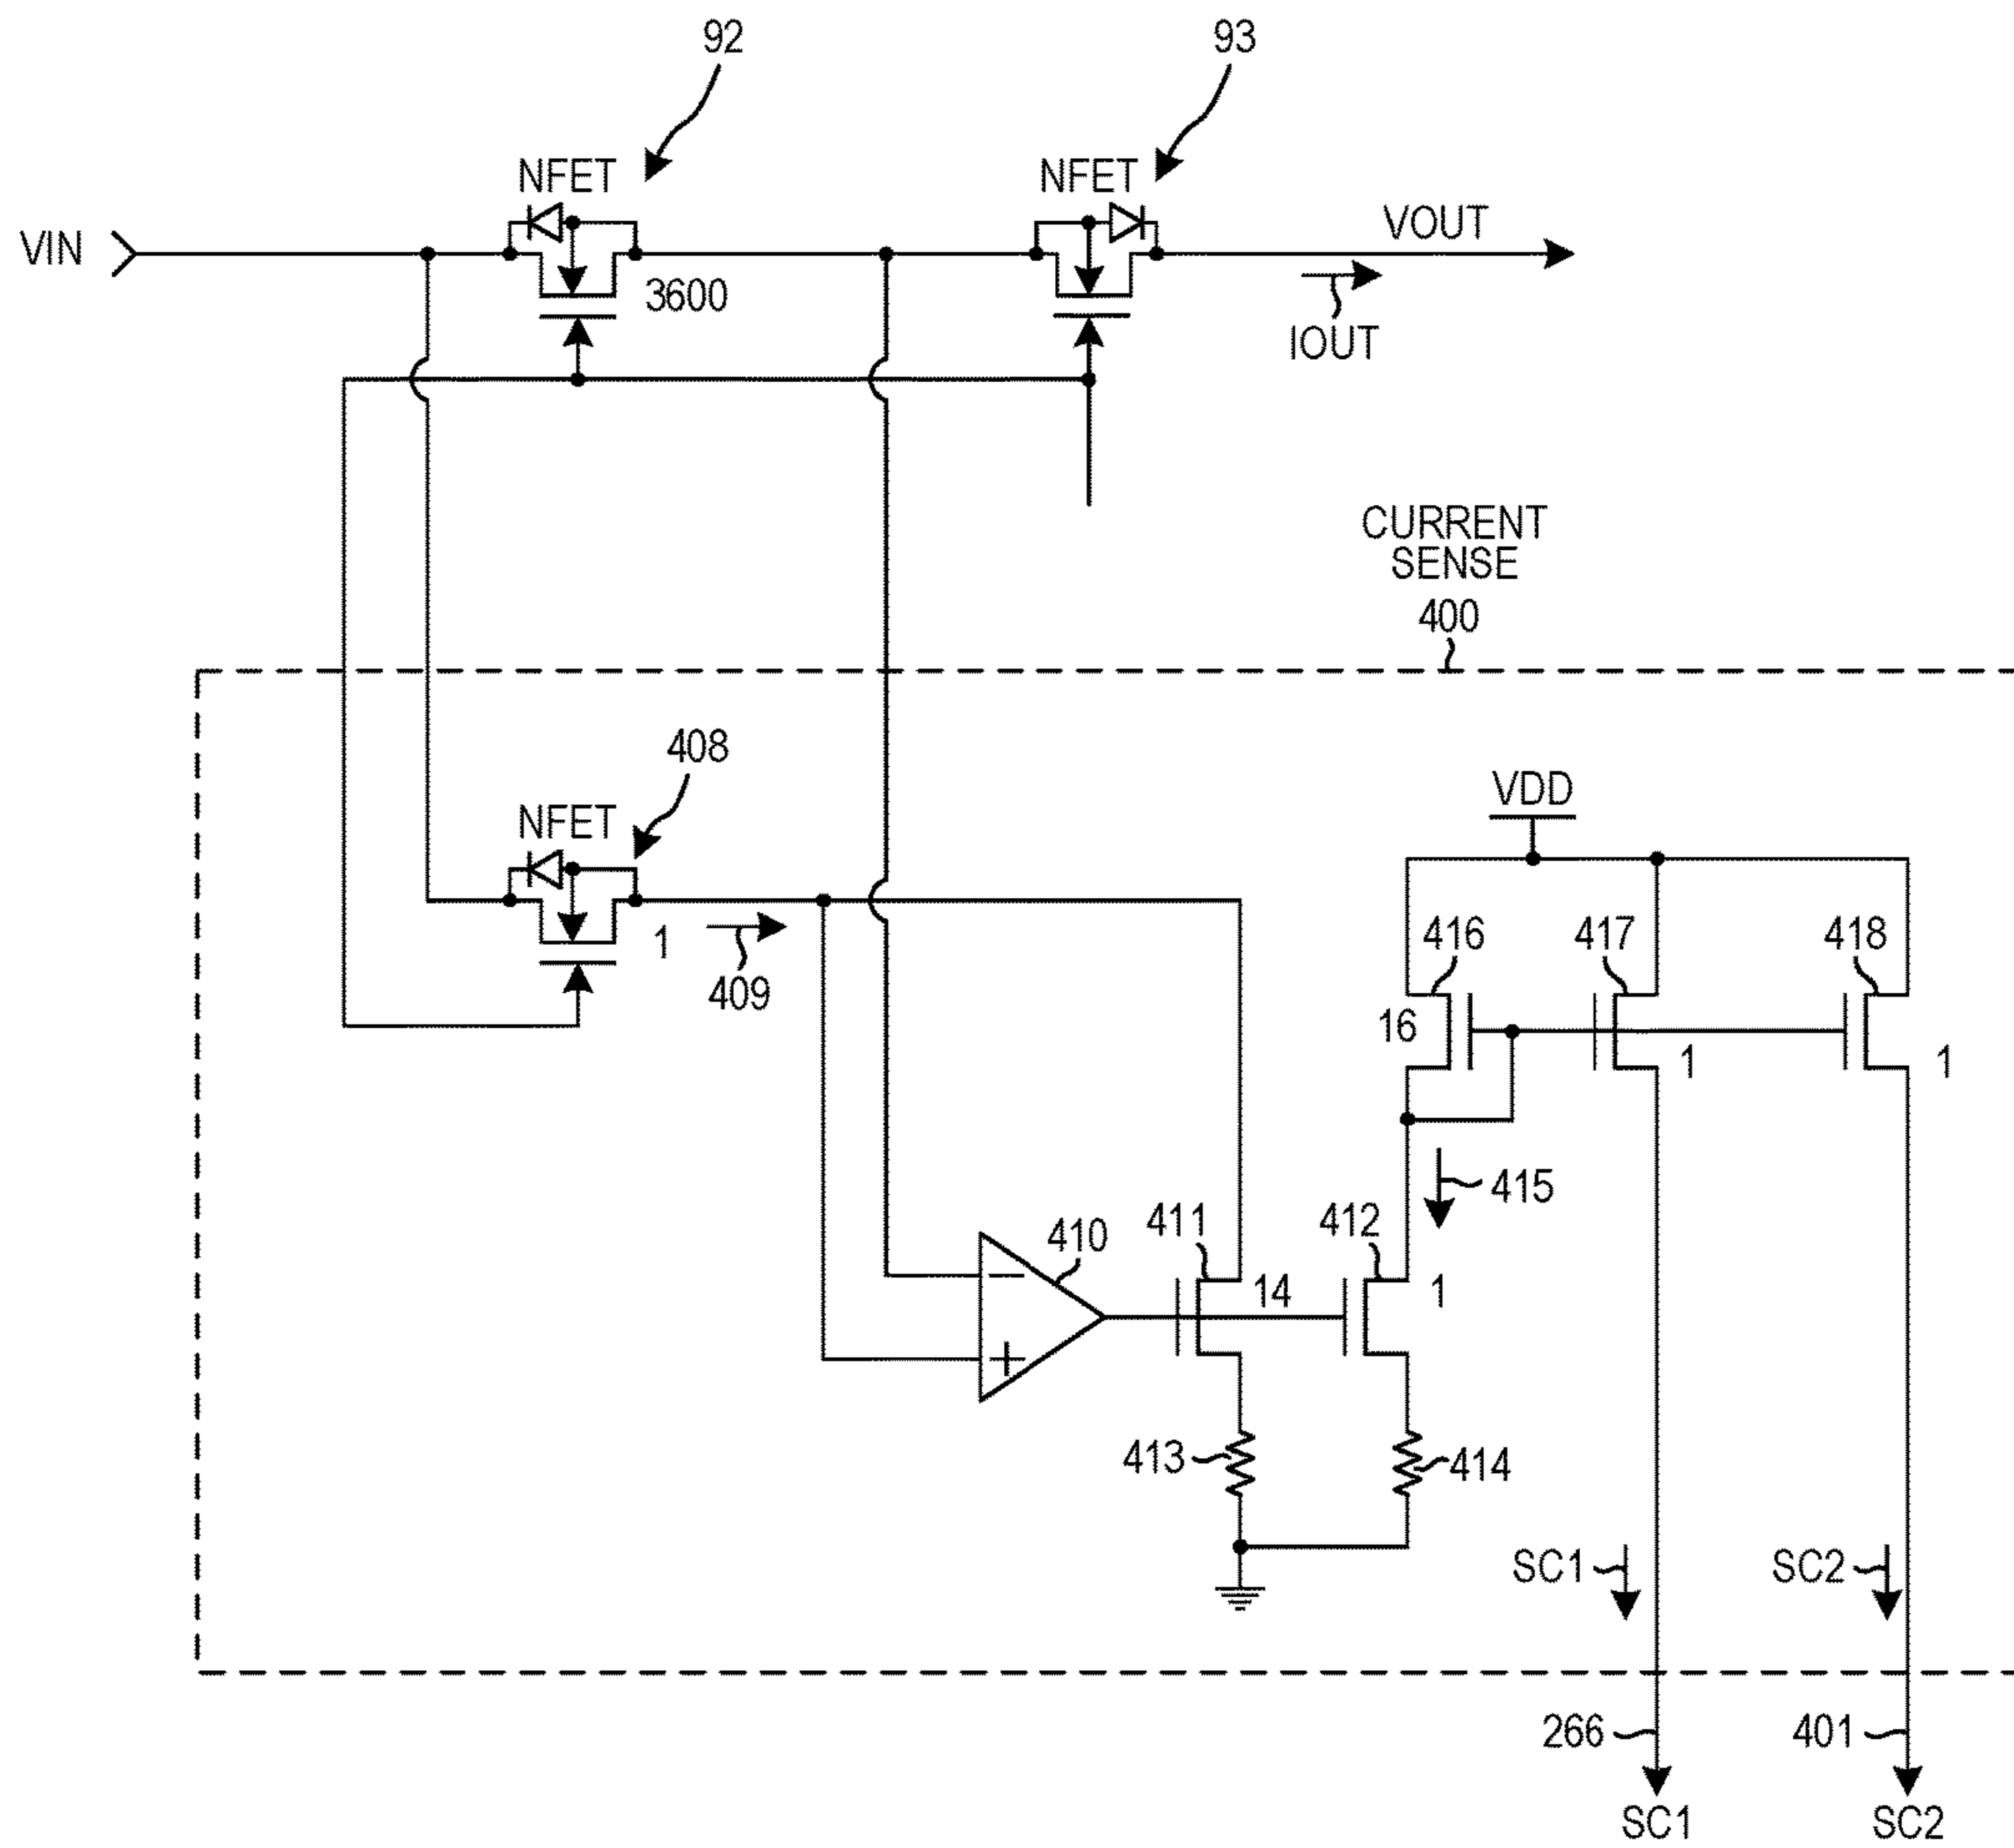 92
93
NFET
NFET
VIN
VOUT
3600
IOUT
CURRENT
SENSE
400
408
NFET
VDD
1
409
416
417
418
16
1
1
415
410
411
412
14
1
−
+
413
414
SC1
SC2
266
401
SC1
SC2